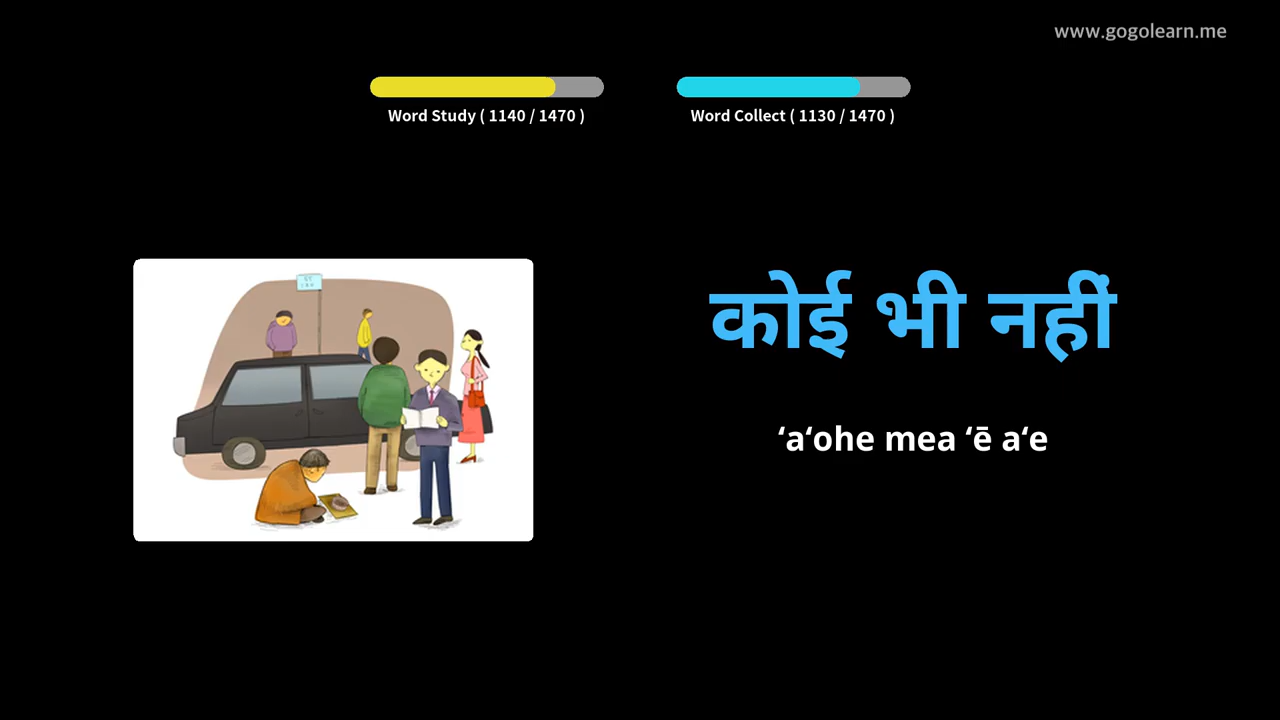 www.gogolearn.me
Word Study ( 1140 / 1470 )
Word Collect ( 1130 / 1470 )
कोई भी नहीं
ʻaʻohe mea ʻē aʻe